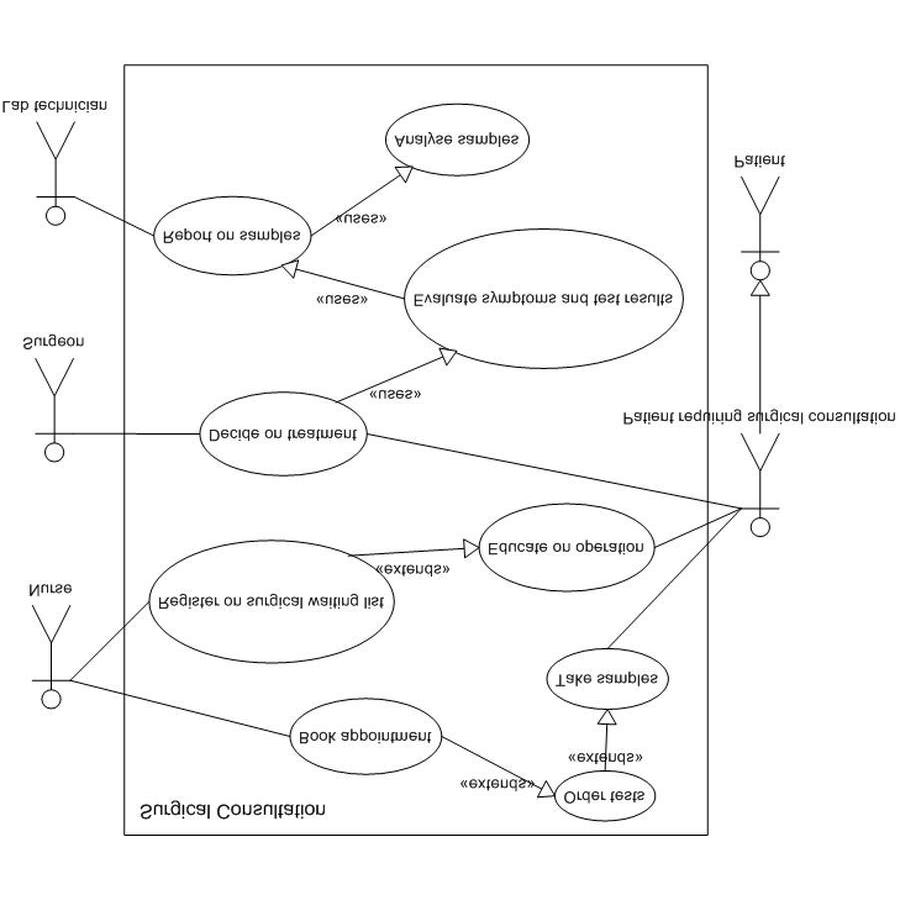 Surgical Consultation
Order tests
«extends»
«extends»
Book appointment
Take samples
Nurse
Register on surgical waiting list
«extends»
Educate on operation
Surgeon
Decide on treatment
Patient requiring surgical consultation
«uses»
Evaluate symptoms and test results
«uses»
Report on samples
«uses»
Patient
Analyse samples
Lab technician